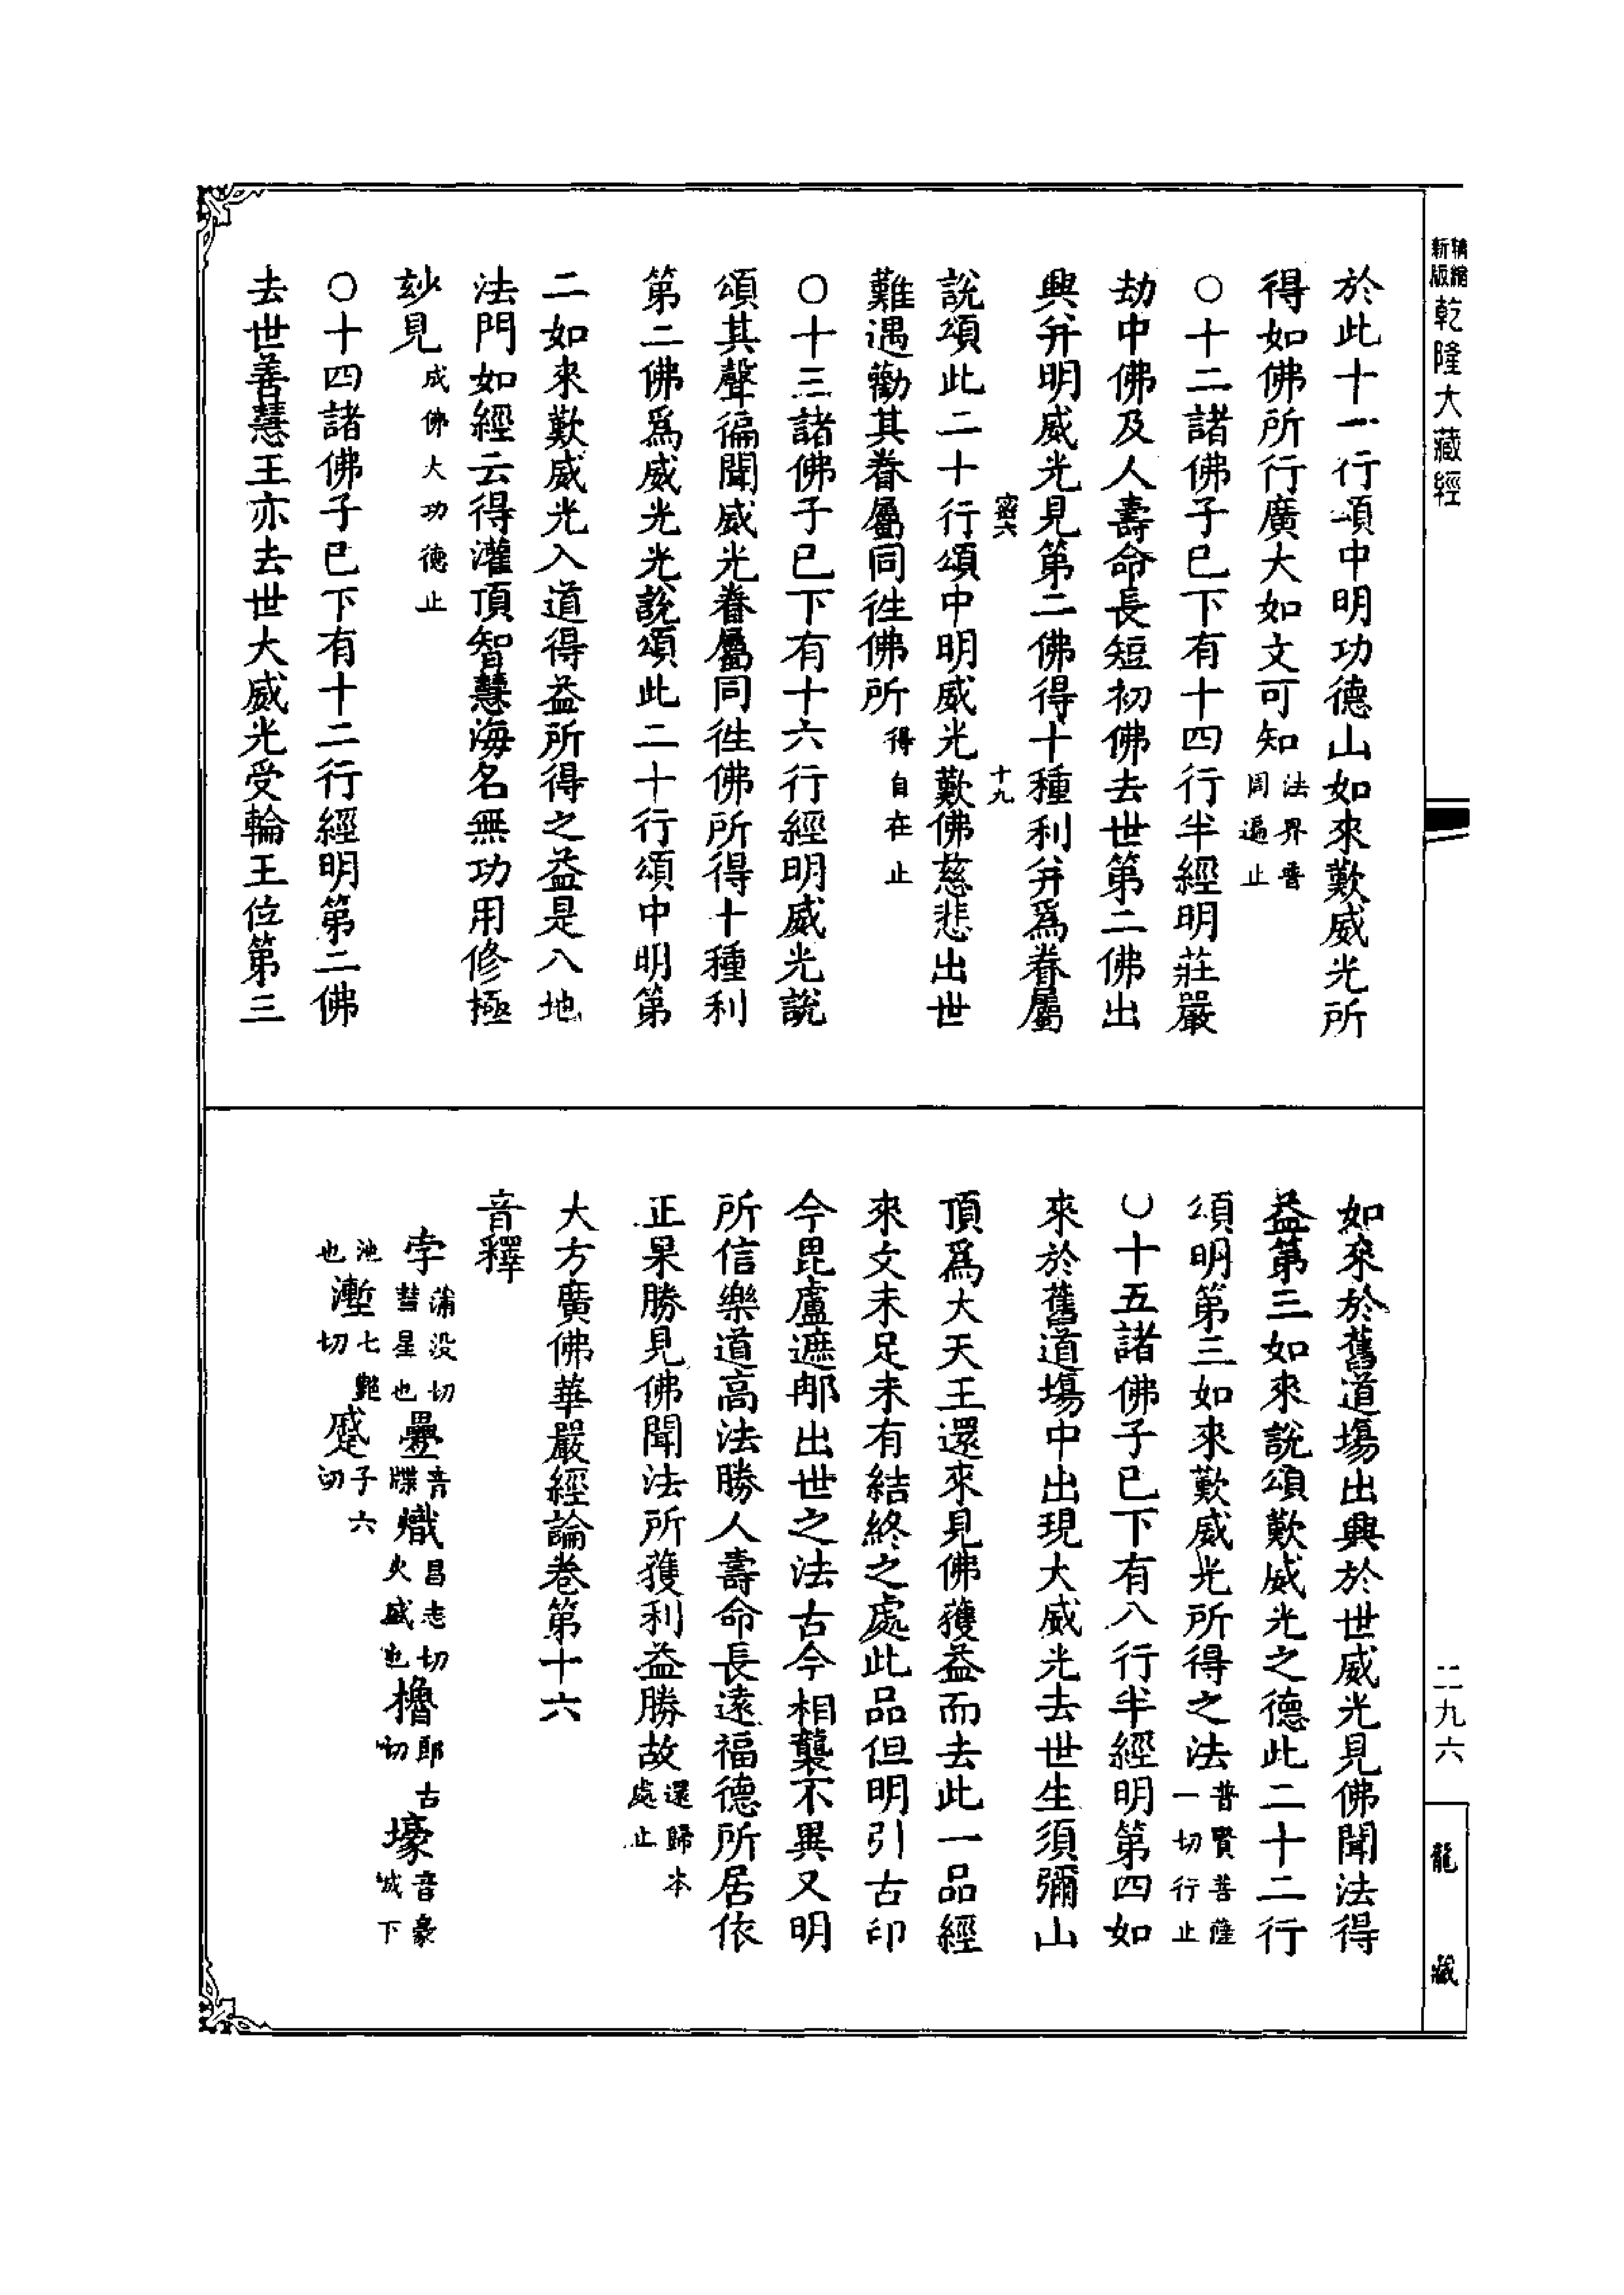 精縮新版乾隆大藏經
於此十一行頌中明功德山如來歎威光所
得如佛所行廣大如文可知法界普周遍止
○十二諸佛子已下有十四行半經明莊嚴
劫中佛及人壽命長短初佛去世第二佛出
興并明威光見第二佛得十種利并爲眷屬
密六
十九
說頌此二十行頌中明威光歎佛慈悲出世
難遇勸其眷屬同徃佛所得自在止
○十三諸佛子已下有十六行經明威光說
頌其聲徧聞威光眷屬同徃佛所得十種利
第二佛爲威光光說頌此二十行頌中明第
二如來歎威光入道得益所得之益是八地
法門如經云得灌頂智慧海名無功用修極
玅見成佛大功德止
○十四諸佛子已下有十二行經明第二佛
去世善慧王亦去世大威光受輪王位第三
如來於舊道場出興於世威光見佛聞法得
益第三如來說頌歎威光之德此二十二行
頌明第三如來歎威光所得之法普賢菩薩一切行止
○十五諸佛子已下有八行半經明第四如
來於舊道場中出現大威光去世生須彌山
頂爲大天王還來見佛獲益而去此一品經
來文未足未有結終之處此品但明引古印
今毘盧遮那出世之法古今相襲不異又明
所信樂道高法勝人壽命長遠福德所居依
正果勝見佛聞法所獲利益勝故還歸本處止
大方廣佛華嚴經論卷第十六
音釋
孛蒲没切彗星也疊音牒熾昌志切火盛也櫓郎古切壕音豪城下
池也塹七艷切蹙子六切
二九六
龍藏